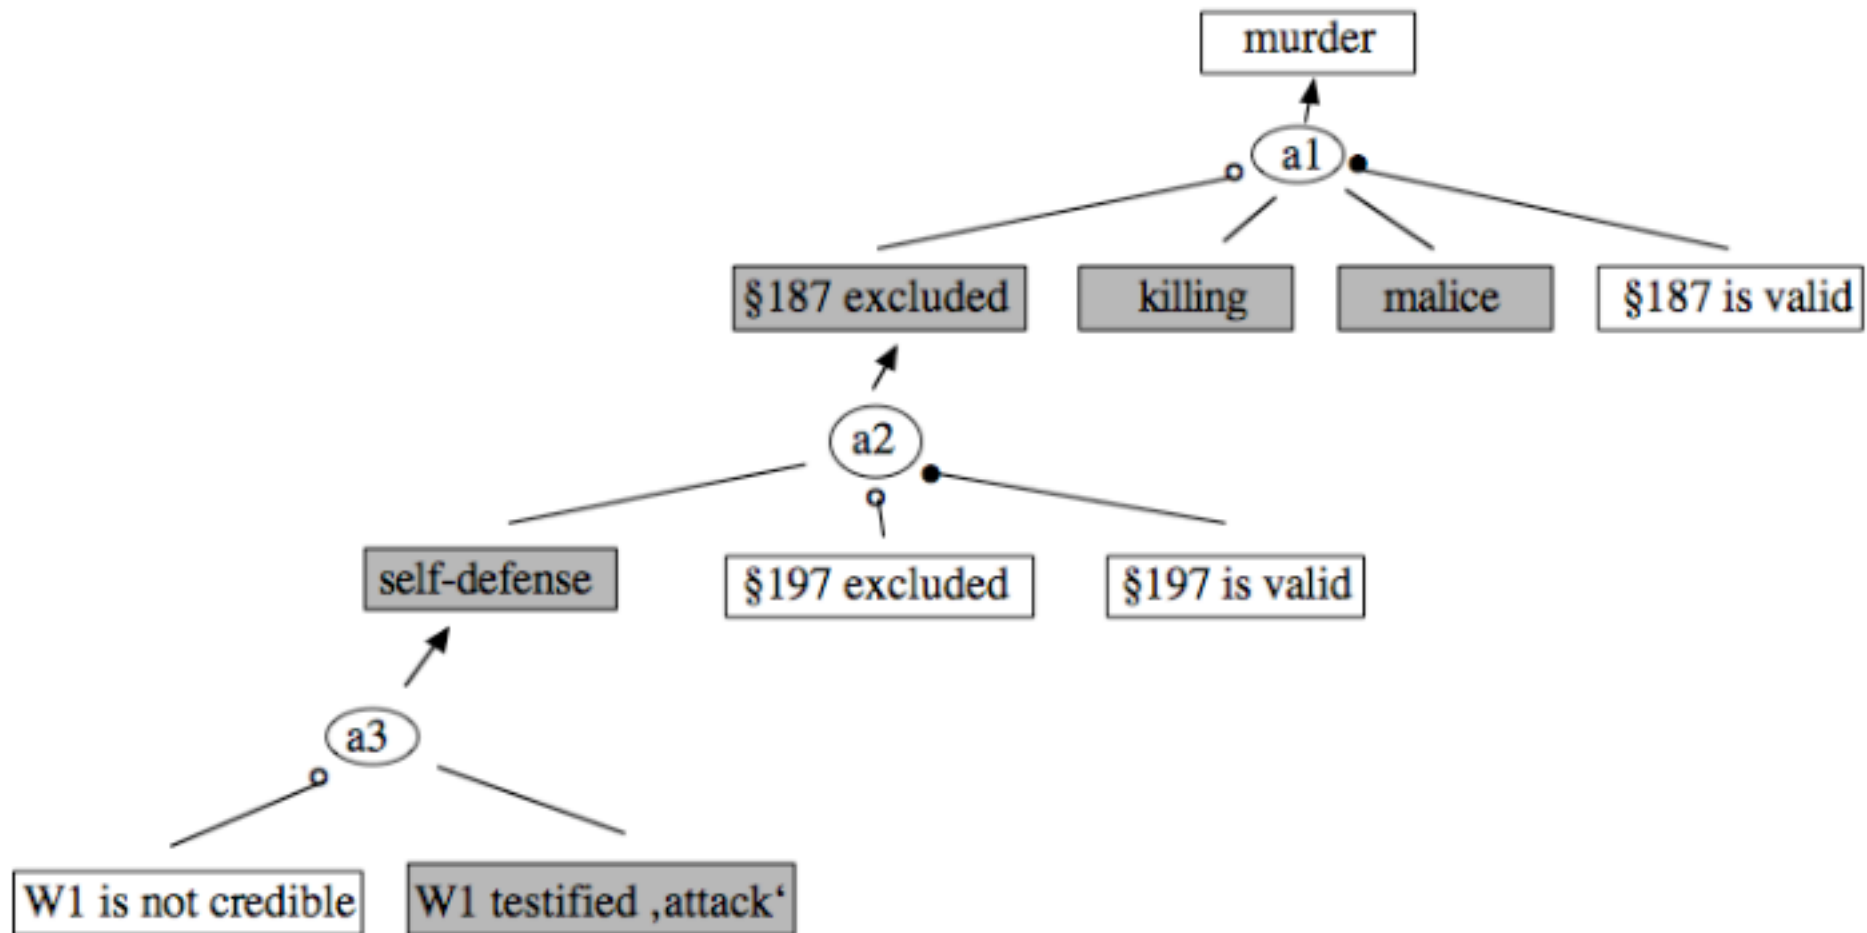 murder
a1
§187 excluded
killing
malice
§187 is valid
a2
self-defense
§197 excluded
§197 is valid
a3
W1 is not credible
W1 testified ‚attack‘